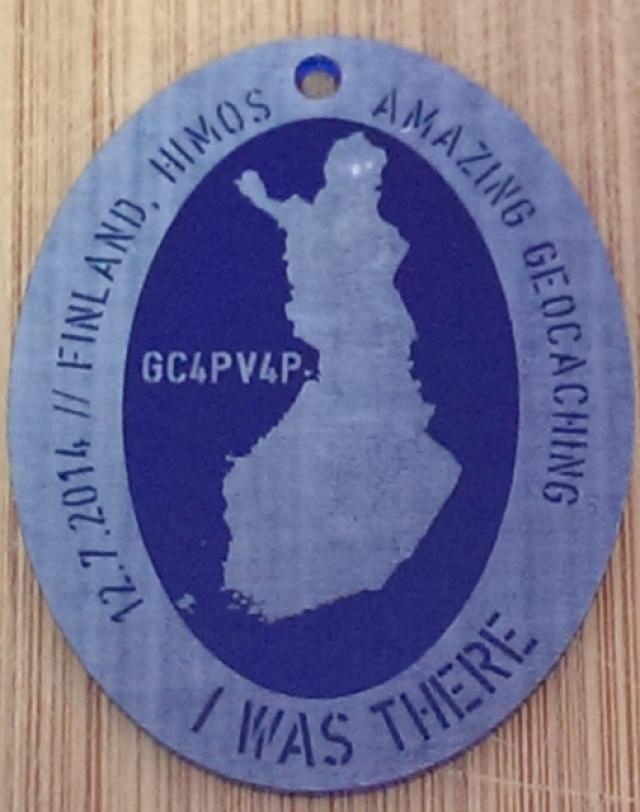 12.7.2014 // FINLAND, HIMOS
AMAZING GEOCACHING
GC4PV4P
I WAS THERE